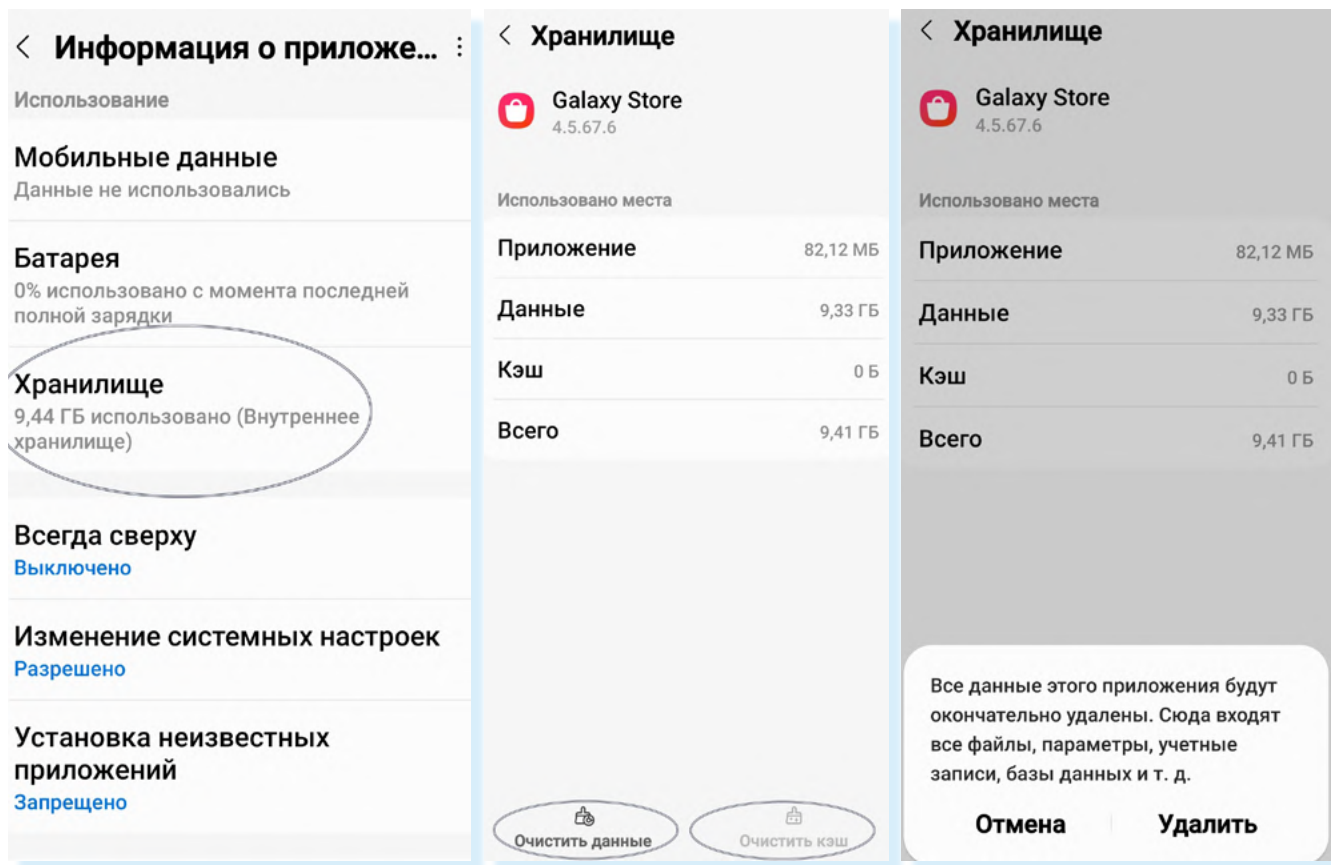 Информация о приложе...
Использование
Мобильные данные
Данные не использовались
Батарея
0% использовано с момента последней
полной зарядки
Хранилище
9,44 ГБ использовано (Внутреннее
хранилище)
Всегда сверху
Выключено
Изменение системных настроек
Разрешено
Установка неизвестных
приложений
Запрещено
Хранилище
Galaxy Store
4.5.67.6
Использовано места
Приложение 82,12 МБ
Данные 9,33 ГБ
Кэш 0 Б
Всего 9,41 ГБ
Очистить данные Очистить кэш
Хранилище
Galaxy Store
4.5.67.6
Использовано места
Приложение 82,12 МБ
Данные 9,33 ГБ
Кэш 0 Б
Всего 9,41 ГБ
Все данные этого приложения будут
окончательно удалены. Сюда входят
все файлы, параметры, учетные
записи, базы данных и т. д.
Отмена Удалить